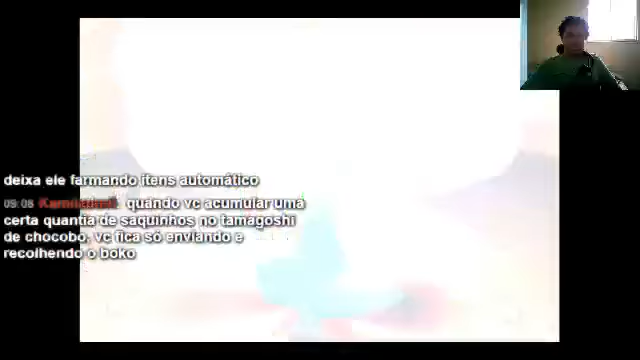 deixa ele farmando itens automático
09:08 quando vc acumular uma
certa quantia de saquinhos no tamagoshi
de chocobo, vc fica só enviando e
recolhendo o boko